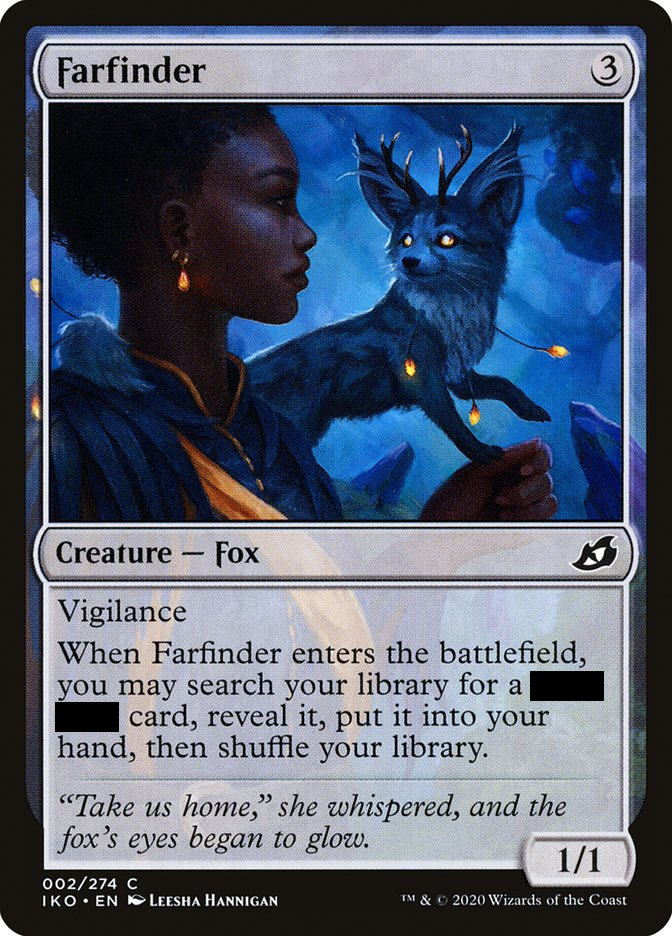 Farfinder 3
Creature — Fox
Vigilance
When Farfinder enters the battlefield,
you may search your library for a
card, reveal it, put it into your
hand, then shuffle your library.
“Take us home,” she whispered, and the
fox’s eyes began to glow.
1/1
002/274 C
IKO • EN LEESHA HANNIGAN
™ & © 2020 Wizards of the Coast